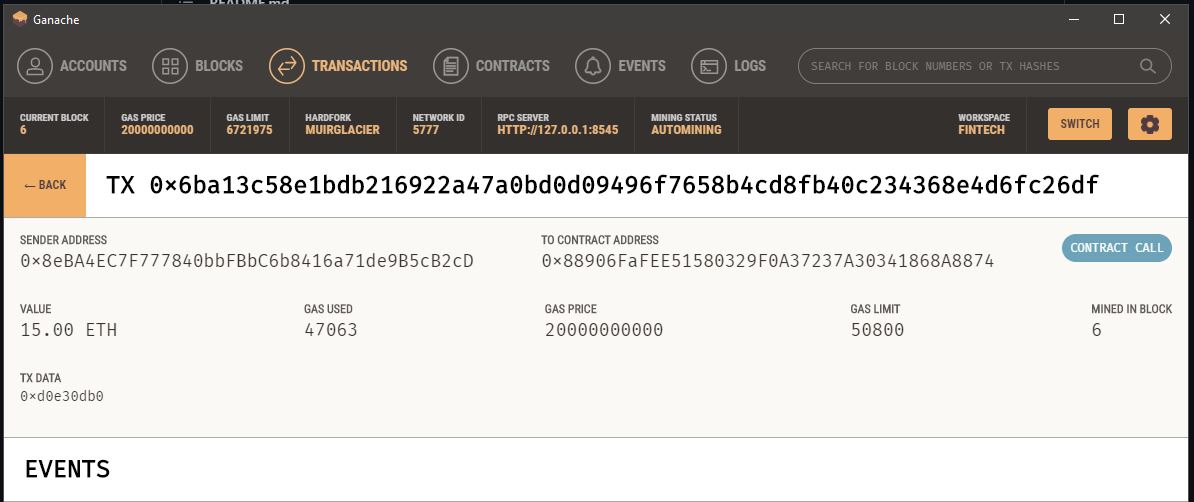 README.md
Ganache
ACCOUNTS BLOCKS TRANSACTIONS CONTRACTS EVENTS LOGS SEARCH FOR BLOCK NUMBERS OR TX HASHES
CURRENT BLOCK GAS PRICE GAS LIMIT HARDFORK NETWORK ID RPC SERVER MINING STATUS WORKSPACE
6 20000000000 6721975 MUIRGLACIER 5777 HTTP://127.0.0.1:8545 AUTOMINING FINTECH
SWITCH
← BACK TX 0×6ba13c58e1bdb216922a47a0bd0d09496f7658b4cd8fb40c234368e4d6fc26df
SENDER ADDRESS TO CONTRACT ADDRESS
0×8eBA4EC7F777840bbFBbC6b8416a71de9B5cB2cD 0×88906FaFEE51580329F0A37237A30341868A8874
CONTRACT CALL
VALUE GAS USED GAS PRICE GAS LIMIT MINED IN BLOCK
15.00 ETH 47063 20000000000 50800 6
TX DATA
0×d0e30db0
EVENTS